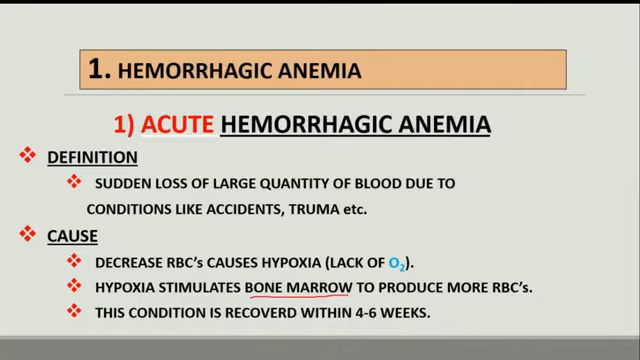 1. HEMORRHAGIC ANEMIA
1) ACUTE HEMORRHAGIC ANEMIA
DEFINITION
SUDDEN LOSS OF LARGE QUANTITY OF BLOOD DUE TO
CONDITIONS LIKE ACCIDENTS, TRUMA etc.
CAUSE
DECREASE RBC's CAUSES HYPOXIA (LACK OF O₂).
HYPOXIA STIMULATES BONE MARROW TO PRODUCE MORE RBC's.
THIS CONDITION IS RECOVERD WITHIN 4-6 WEEKS.